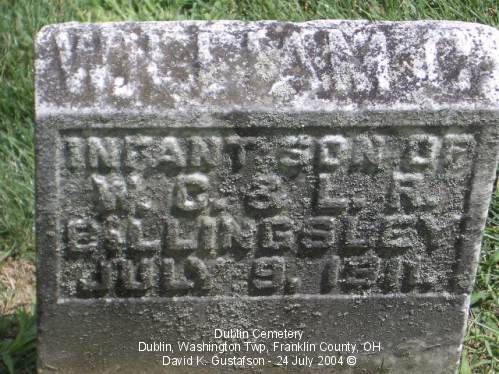 WILLIAM C.
INFANT SON OF
W. C. & L. R.
BILLINGSLEY
JULY 9, 1911.
Dublin Cemetery
Dublin, Washington Twp, Franklin County, OH
David K. Gustafson - 24 July 2004 ©